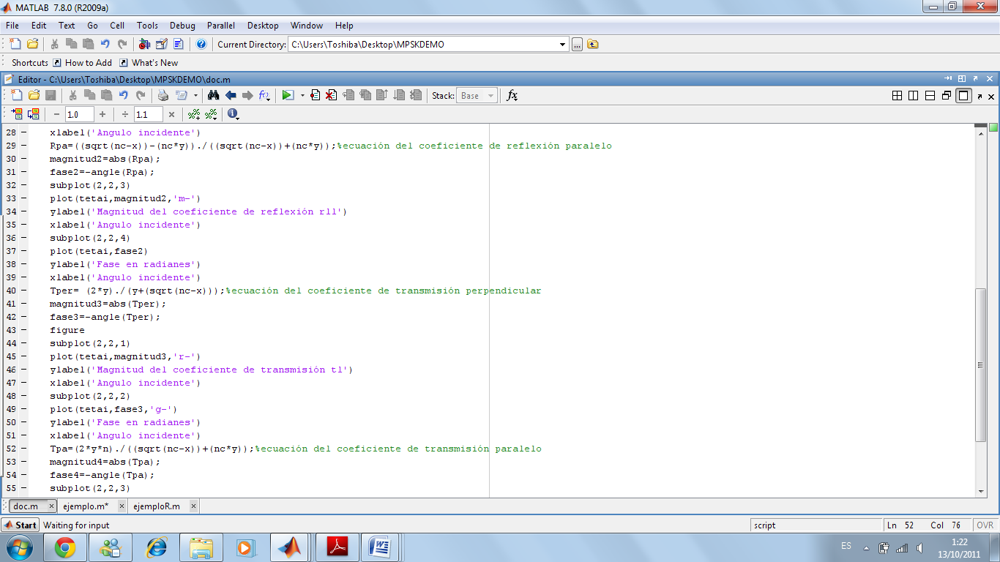 MATLAB 7.8.0 (R2009a)
File Edit Text Go Cell Tools Debug Parallel Desktop Window Help
Current Directory: C:\Users\Toshiba\Desktop\MPSKDEMO
Shortcuts How to Add What's New
Editor - C:\Users\Toshiba\Desktop\MPSKDEMO\doc.m
Stack: Base fx
− 1.0 + ÷ 1.1 ×
28 − xlabel('Angulo incidente')
29 − Rpa=((sqrt(nc-x))-(nc*y))./((sqrt(nc-x))+(nc*y));%ecuación del coeficiente de reflexión paralelo
30 − magnitud2=abs(Rpa);
31 − fase2=-angle(Rpa);
32 − subplot(2,2,3)
33 − plot(tetai,magnitud2,'m-')
34 − ylabel('Magnitud del coeficiente de reflexión rll')
35 − xlabel('Angulo incidente')
36 − subplot(2,2,4)
37 − plot(tetai,fase2)
38 − ylabel('Fase en radianes')
39 − xlabel('Angulo incidente')
40 − Tper= (2*y)./(y+(sqrt(nc-x)));%ecuación del coeficiente de transmisión perpendicular
41 − magnitud3=abs(Tper);
42 − fase3=-angle(Tper);
43 − figure
44 − subplot(2,2,1)
45 − plot(tetai,magnitud3,'r-')
46 − ylabel('Magnitud del coeficiente de transmisión tl')
47 − xlabel('Angulo incidente')
48 − subplot(2,2,2)
49 − plot(tetai,fase3,'g-')
50 − ylabel('Fase en radianes')
51 − xlabel('Angulo incidente')
52 − Tpa=(2*y*n)./((sqrt(nc-x))+(nc*y));%ecuación del coeficiente de transmisión paralelo
53 − magnitud4=abs(Tpa);
54 − fase4=-angle(Tpa);
55 − subplot(2,2,3)
doc.m × ejemplo.m* × ejemploR.m ×
Start Waiting for input script Ln 52 Col 76 OVR
ES 1:22
13/10/2011